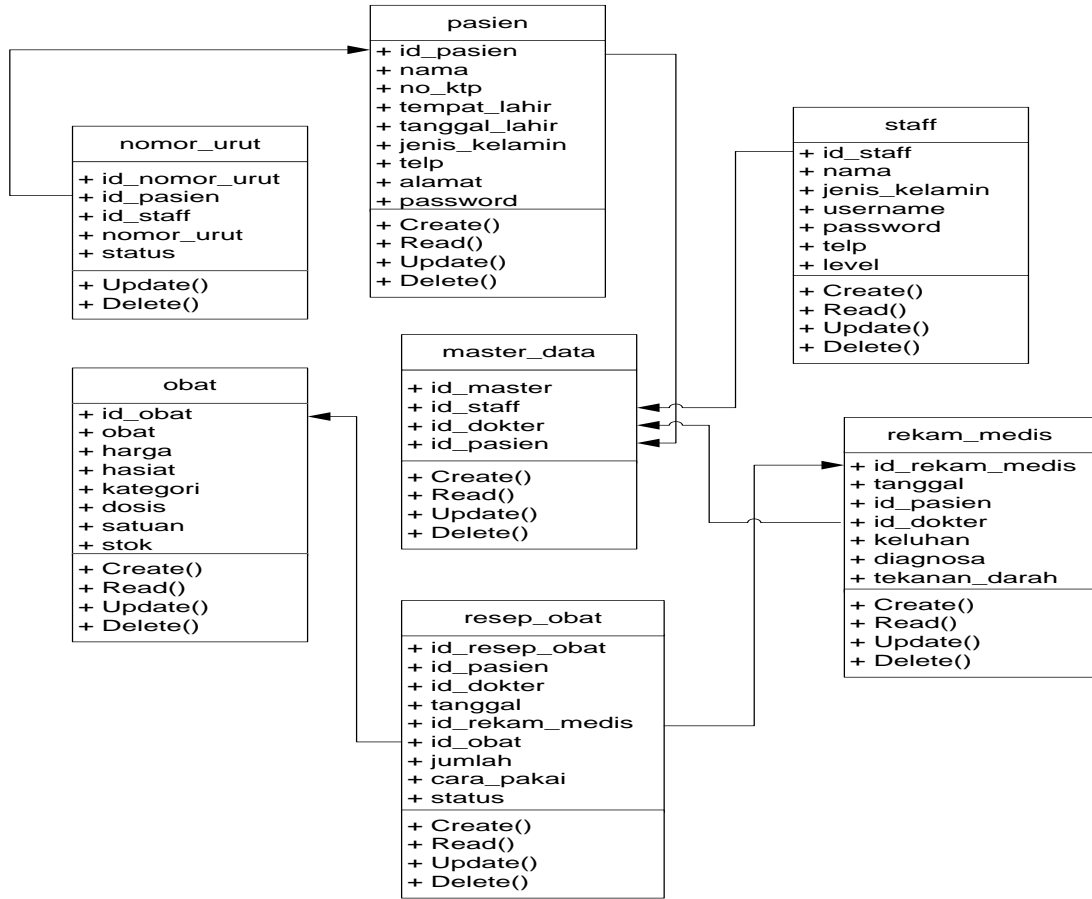 pasien
+ id_pasien
+ nama
+ no_ktp
+ tempat_lahir
+ tanggal_lahir
+ jenis_kelamin
+ telp
+ alamat
+ password
+ Create()
+ Read()
+ Update()
+ Delete()
nomor_urut
+ id_nomor_urut
+ id_pasien
+ id_staff
+ nomor_urut
+ status
+ Update()
+ Delete()
staff
+ id_staff
+ nama
+ jenis_kelamin
+ username
+ password
+ telp
+ level
+ Create()
+ Read()
+ Update()
+ Delete()
master_data
+ id_master
+ id_staff
+ id_dokter
+ id_pasien
+ Create()
+ Read()
+ Update()
+ Delete()
obat
+ id_obat
+ obat
+ harga
+ hasiat
+ kategori
+ dosis
+ satuan
+ stok
+ Create()
+ Read()
+ Update()
+ Delete()
rekam_medis
+ id_rekam_medis
+ tanggal
+ id_pasien
+ id_dokter
+ keluhan
+ diagnosa
+ tekanan_darah
+ Create()
+ Read()
+ Update()
+ Delete()
resep_obat
+ id_resep_obat
+ id_pasien
+ id_dokter
+ tanggal
+ id_rekam_medis
+ id_obat
+ jumlah
+ cara_pakai
+ status
+ Create()
+ Read()
+ Update()
+ Delete()